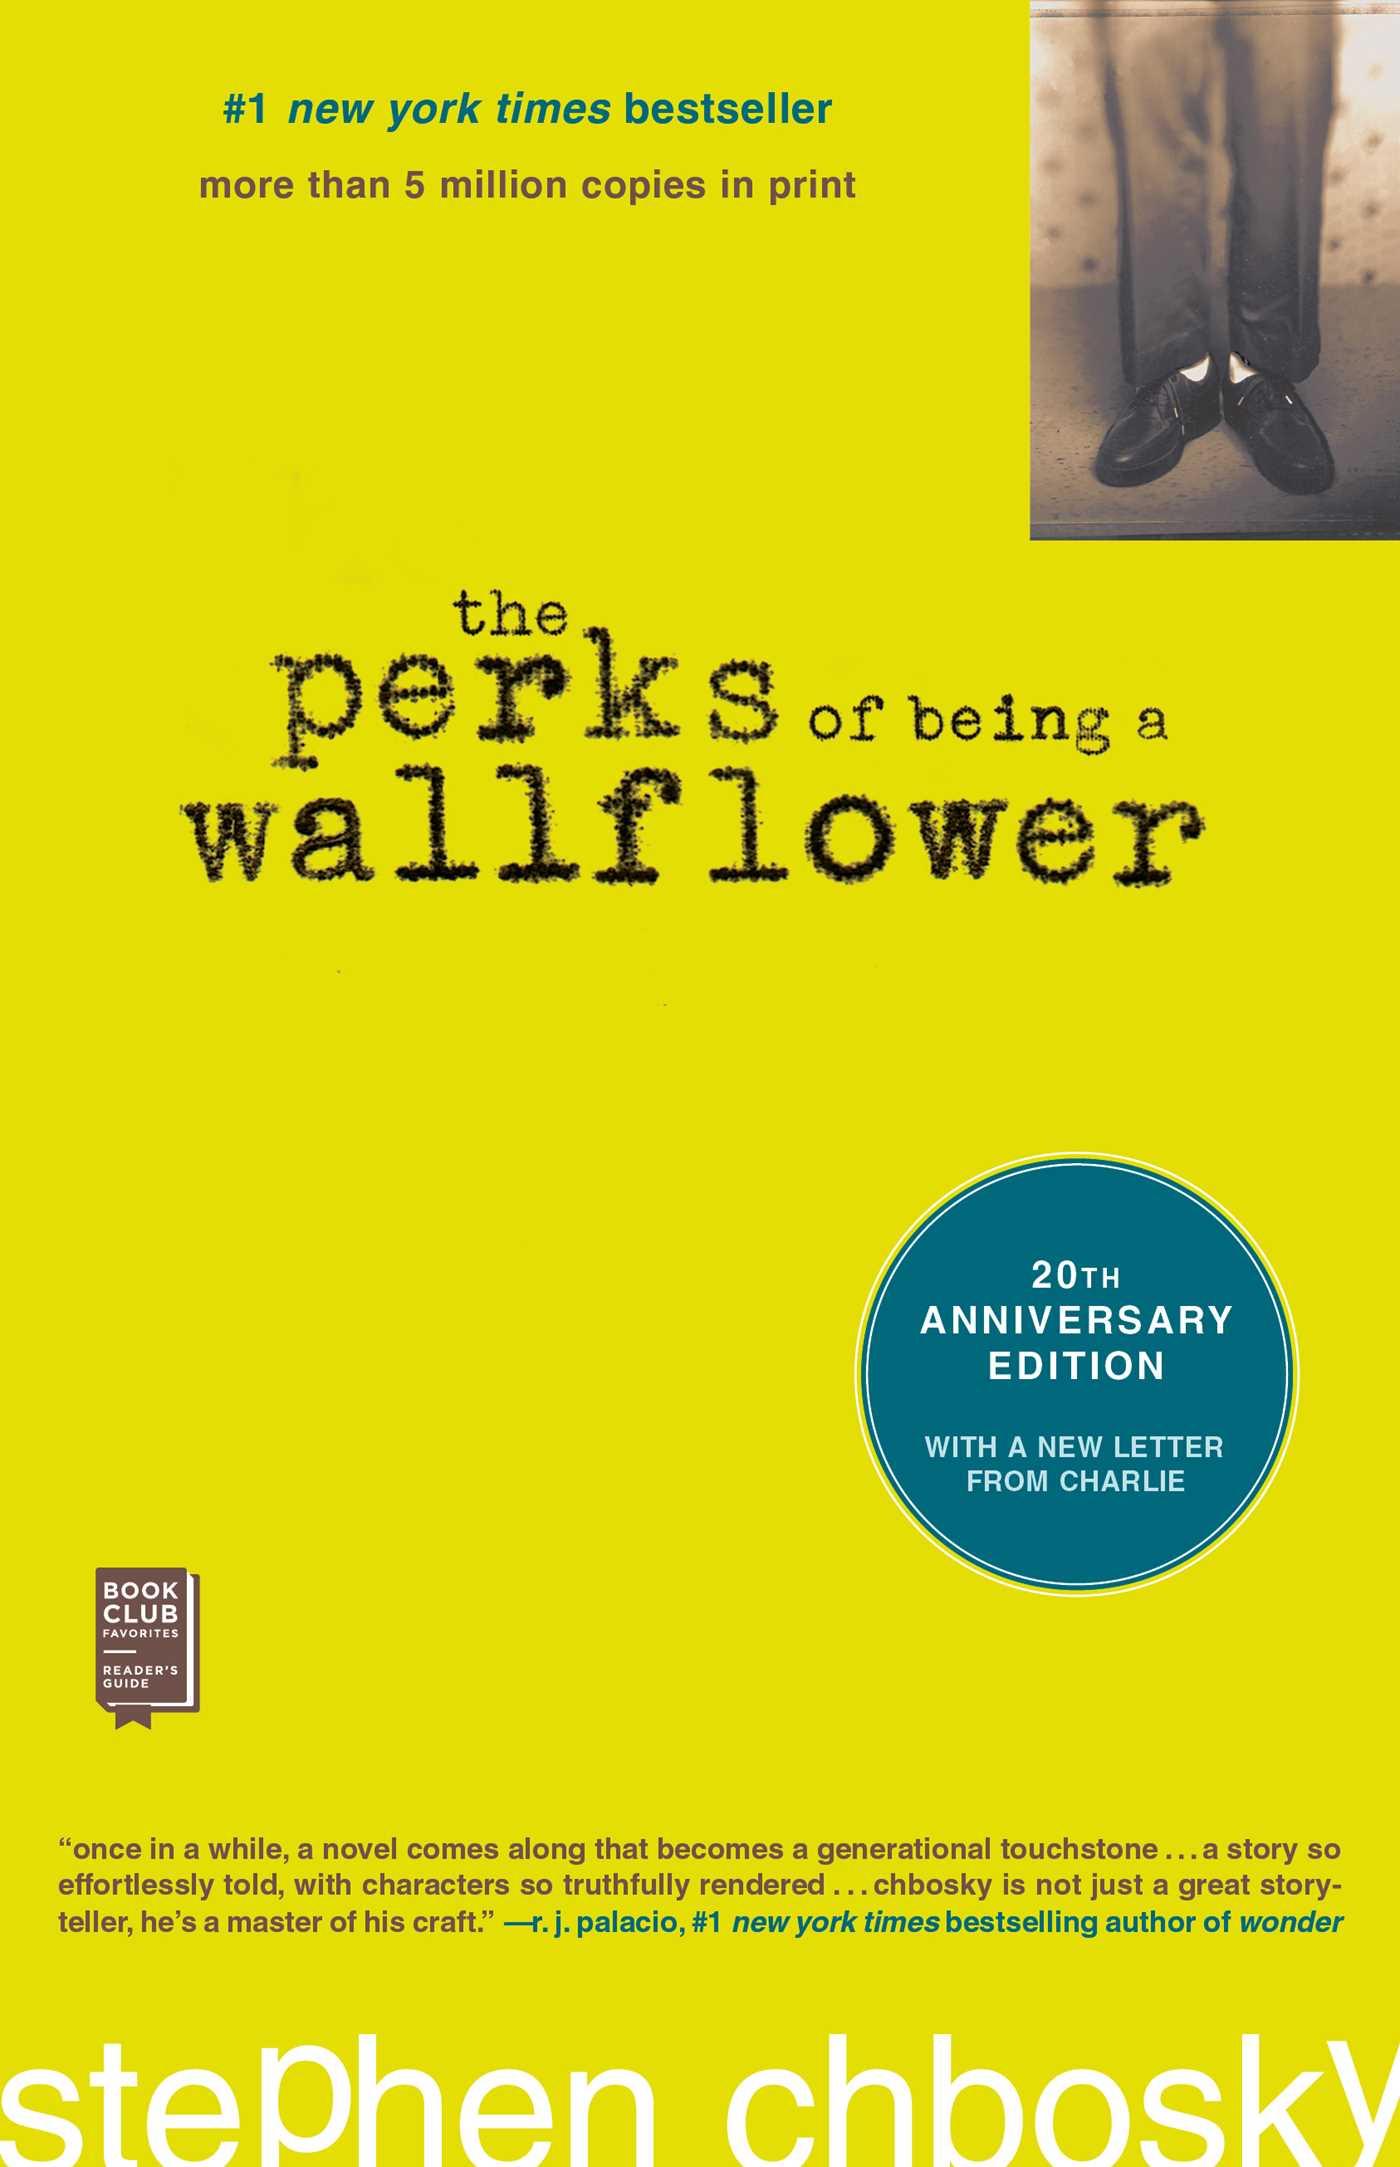 #1 new york times bestseller
more than 5 million copies in print
the
perks of being a
wallflower
20TH
ANNIVERSARY
EDITION
WITH A NEW LETTER
FROM CHARLIE
BOOK
CLUB
FAVORITES
READER'S
GUIDE
“once in a while, a novel comes along that becomes a generational touchstone . . . a story so
effortlessly told, with characters so truthfully rendered . . . chbosky is not just a great story-
teller, he’s a master of his craft.” —r. j. palacio, #1 new york times bestselling author of wonder
stephen chbosky